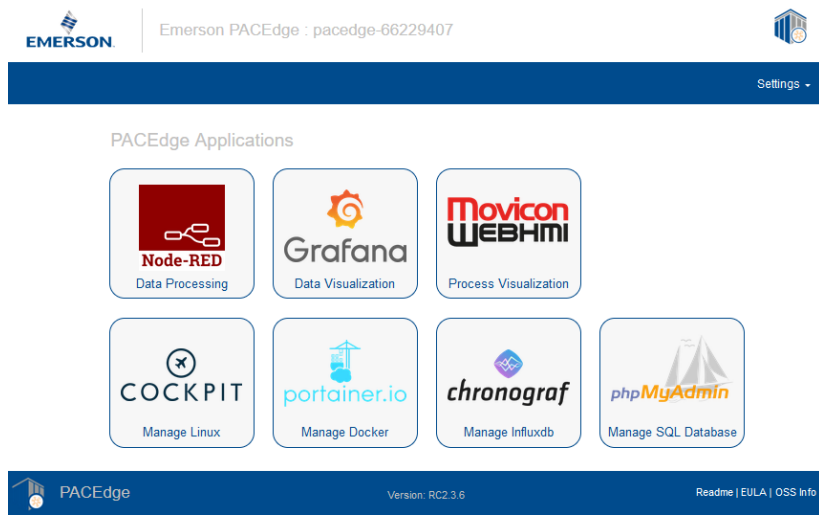 EMERSON.
Emerson PACEdge : pacedge-66229407
Settings
PACEdge Applications
Node-RED
Data Processing
Grafana
Data Visualization
Movicon
WEBHMI
Process Visualization
COCKPIT
Manage Linux
portainer.io
Manage Docker
chronograf
Manage Influxdb
phpMyAdmin
Manage SQL Database
PACEdge
Version: RC2.3.6
Readme | EULA | OSS Info